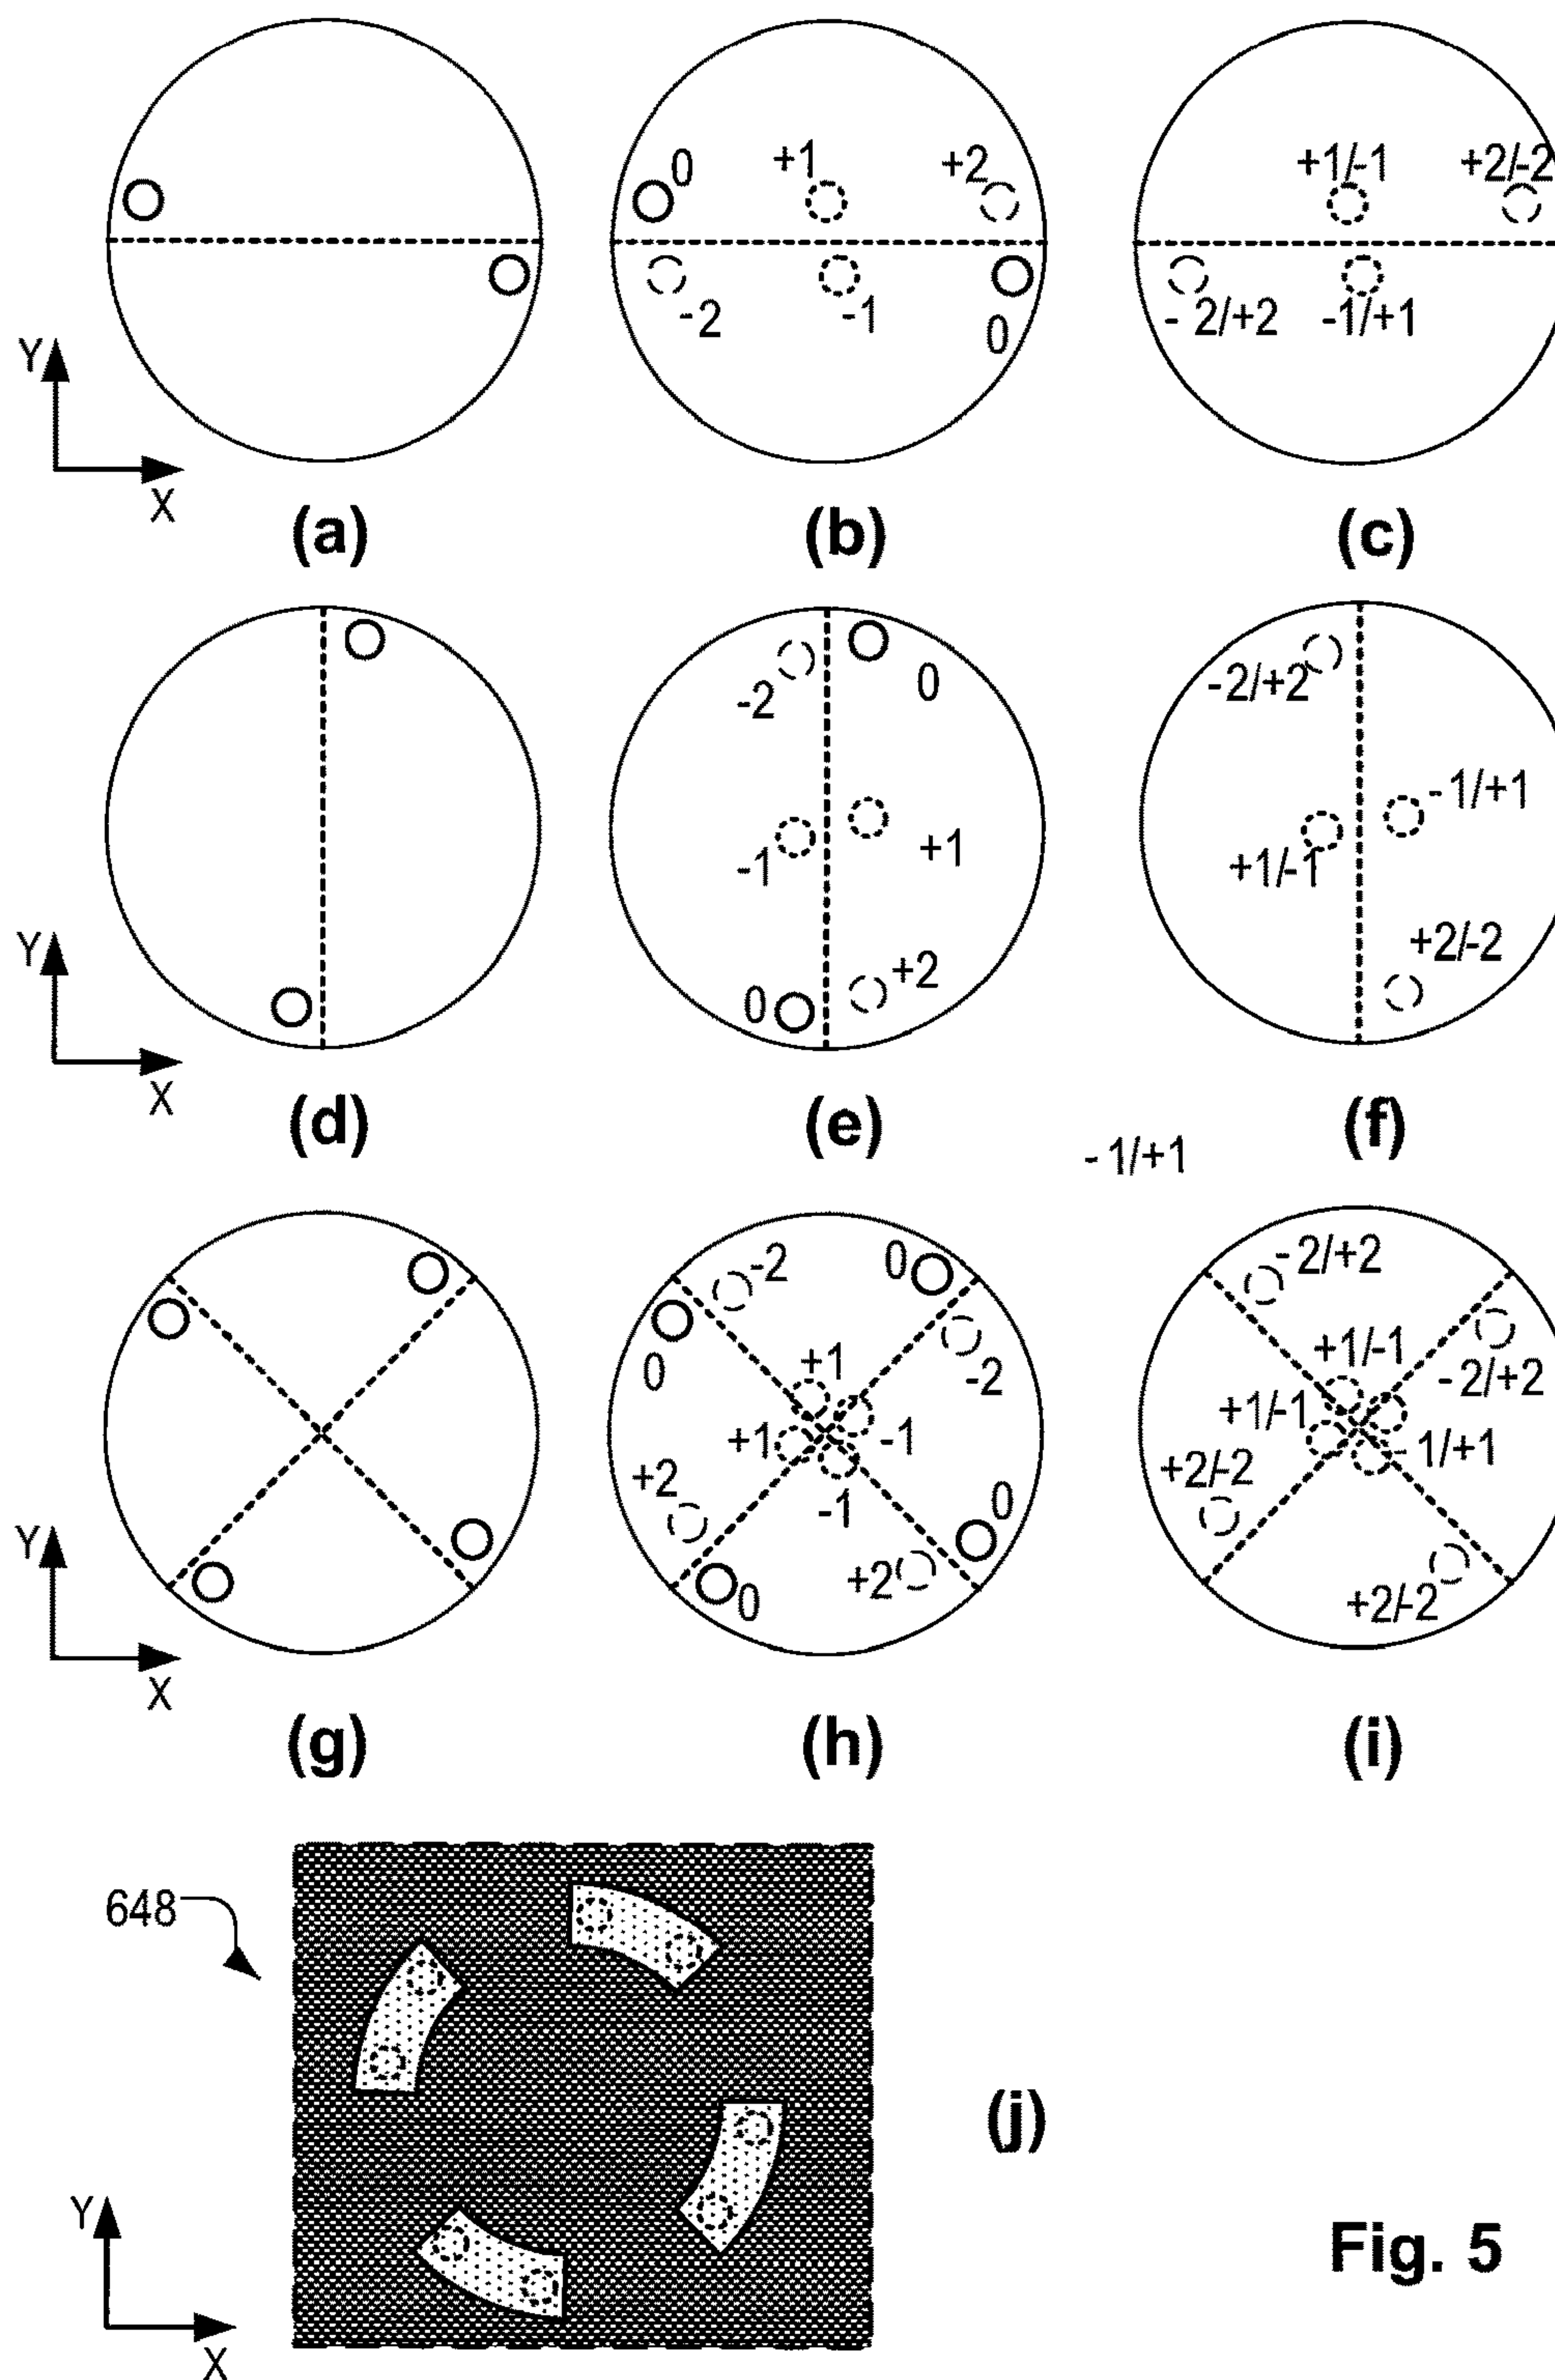 0
+1
+2
-2
-1
0
+1/-1
+2/-2
- 2/+2
-1/+1
Y
X
(a)
(b)
(c)
-2
0
-1
+1
0
+2
-2/+2
- 1/+1
+1/-1
+2/-2
Y
X
(d)
(e)
(f)
- 1/+1
-2
0
0
-2
+1
+1
-1
+2
-1
0
+2
0
- 2/+2
+1/-1
- 2/+2
+1/-1
- 1/+1
+2/-2
+2/-2
Y
X
(g)
(h)
(i)
648
(j)
Y
X
Fig. 5